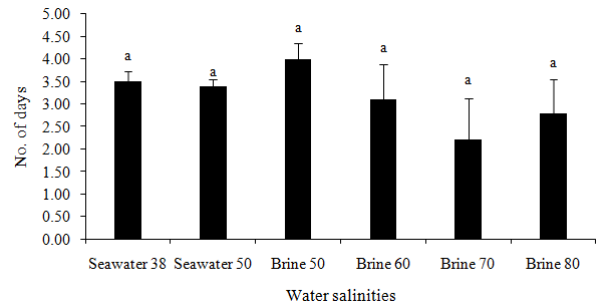 5.00
4.50
4.00
3.50
3.00
2.50
2.00
1.50
1.00
0.50
0.00
No. of days
a
a
a
a
a
a
Seawater 38 Seawater 50 Brine 50 Brine 60 Brine 70 Brine 80
Water salinities